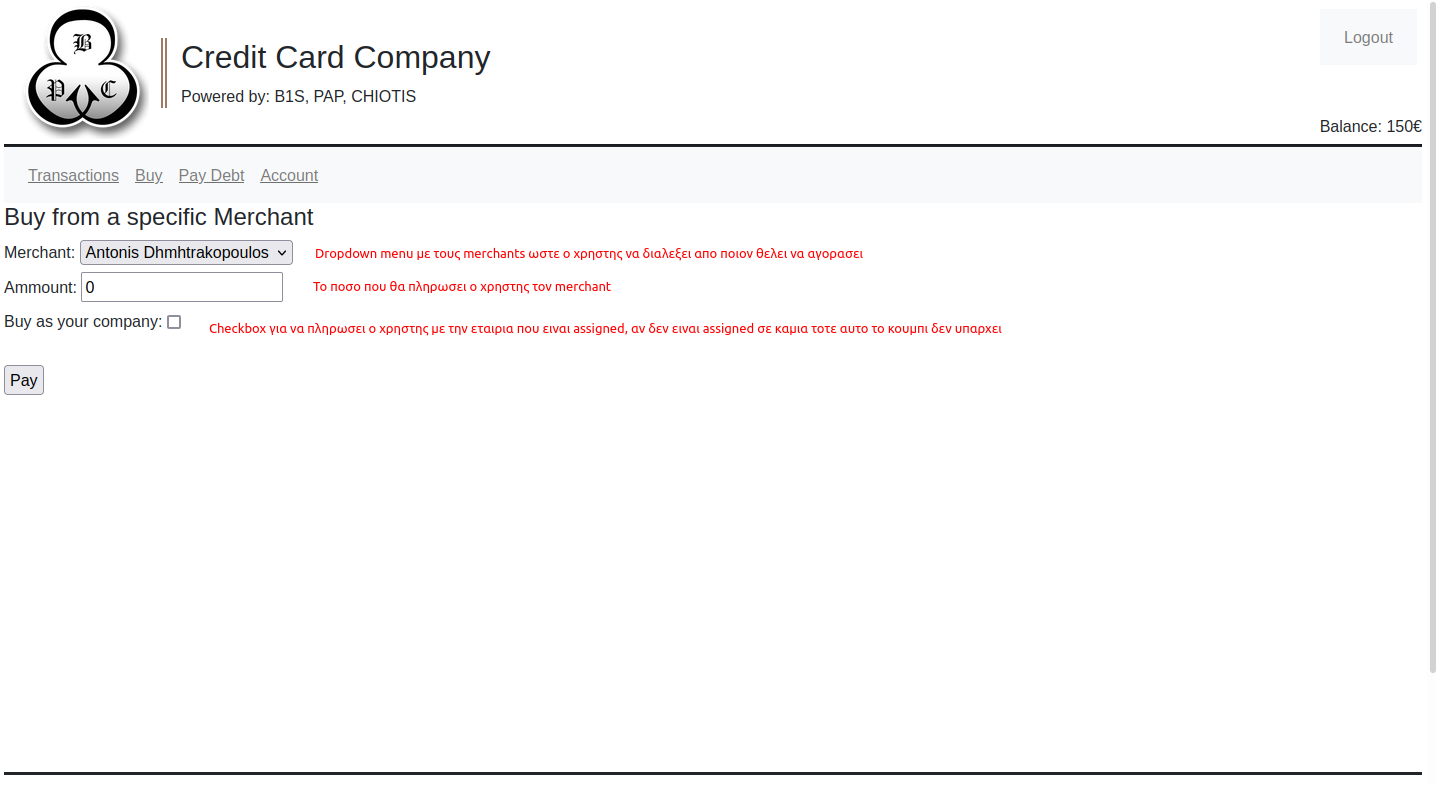 B
P C
Credit Card Company
Powered by: B1S, PAP, CHIOTIS
Logout
Balance: 150€
Transactions Buy Pay Debt Account
Buy from a specific Merchant
Merchant: Antonis Dhmhtrakopoulos Dropdown menu με τους merchants ωστε ο χρηστης να διαλεξει απο ποιον θελει να αγορασει
Ammount: 0 Το ποσο που θα πληρωσει ο χρηστης τον merchant
Buy as your company: Checkbox για να πληρωσει ο χρηστης με την εταιρια που ειναι assigned, αν δεν ειναι assigned σε καμια τοτε αυτο το κουμπι δεν υπαρχει
Pay